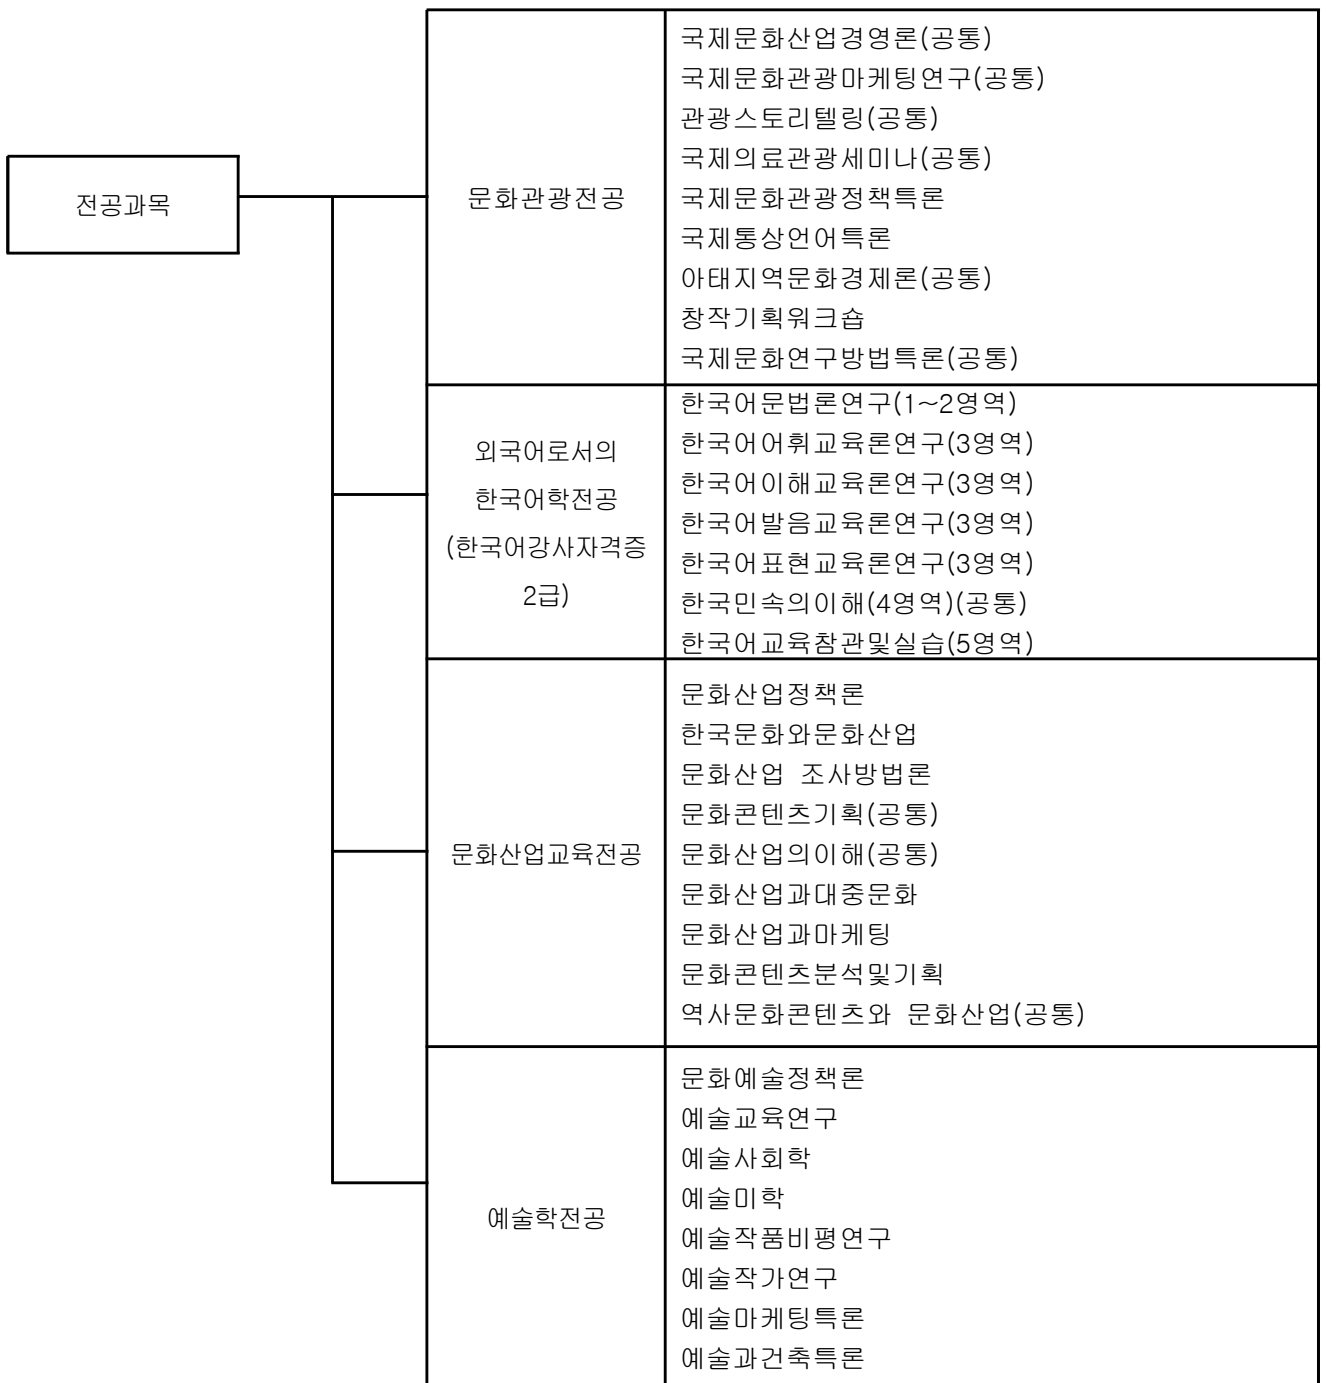 전공과목
문화관광전공
국제문화산업경영론(공통)
국제문화관광마케팅연구(공통)
관광스토리텔링(공통)
국제의료관광세미나(공통)
국제문화관광정책특론
국제통상언어특론
아태지역문화경제론(공통)
창작기획워크숍
국제문화연구방법특론(공통)
외국어로서의
한국어학전공
(한국어강사자격증
2급)
한국어문법론연구(1~2영역)
한국어어휘교육론연구(3영역)
한국어이해교육론연구(3영역)
한국어발음교육론연구(3영역)
한국어표현교육론연구(3영역)
한국민속의이해(4영역)(공통)
한국어교육참관및실습(5영역)
문화산업교육전공
문화산업정책론
한국문화와문화산업
문화산업 조사방법론
문화콘텐츠기획(공통)
문화산업의이해(공통)
문화산업과대중문화
문화산업과마케팅
문화콘텐츠분석및기획
역사문화콘텐츠와 문화산업(공통)
예술학전공
문화예술정책론
예술교육연구
예술사회학
예술미학
예술작품비평연구
예술작가연구
예술마케팅특론
예술과건축특론